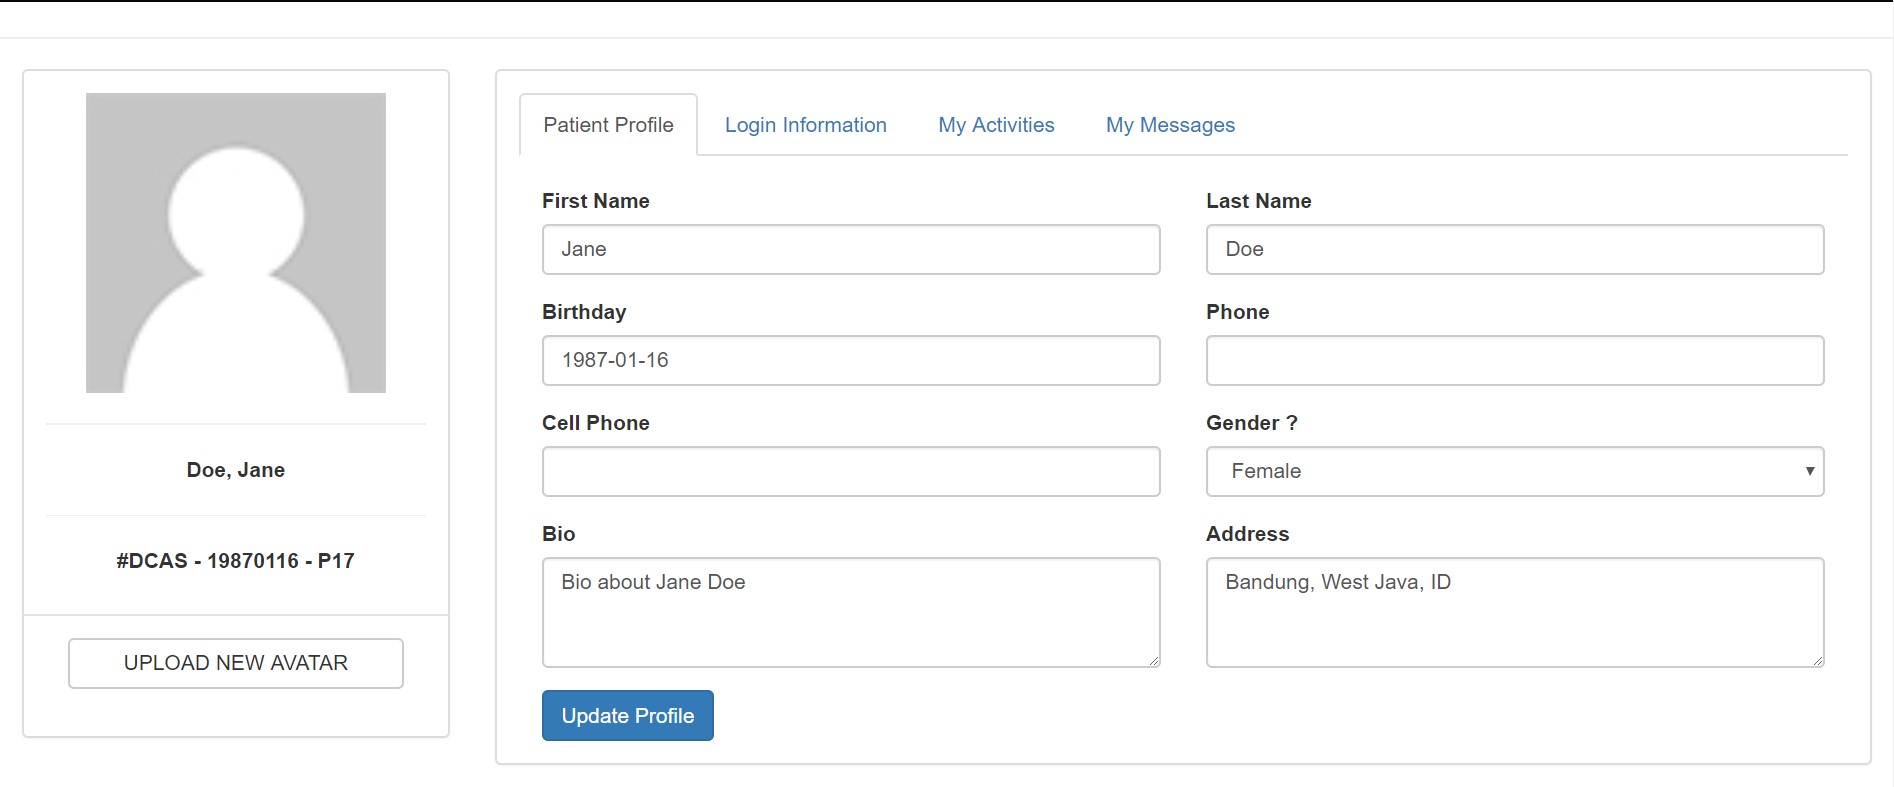 Doe, Jane
#DCAS - 19870116 - P17
UPLOAD NEW AVATAR
Patient Profile
Login Information
My Activities
My Messages
First Name
Jane
Last Name
Doe
Birthday
1987-01-16
Phone
Cell Phone
Gender ?
Female
Bio
Bio about Jane Doe
Address
Bandung, West Java, ID
Update Profile